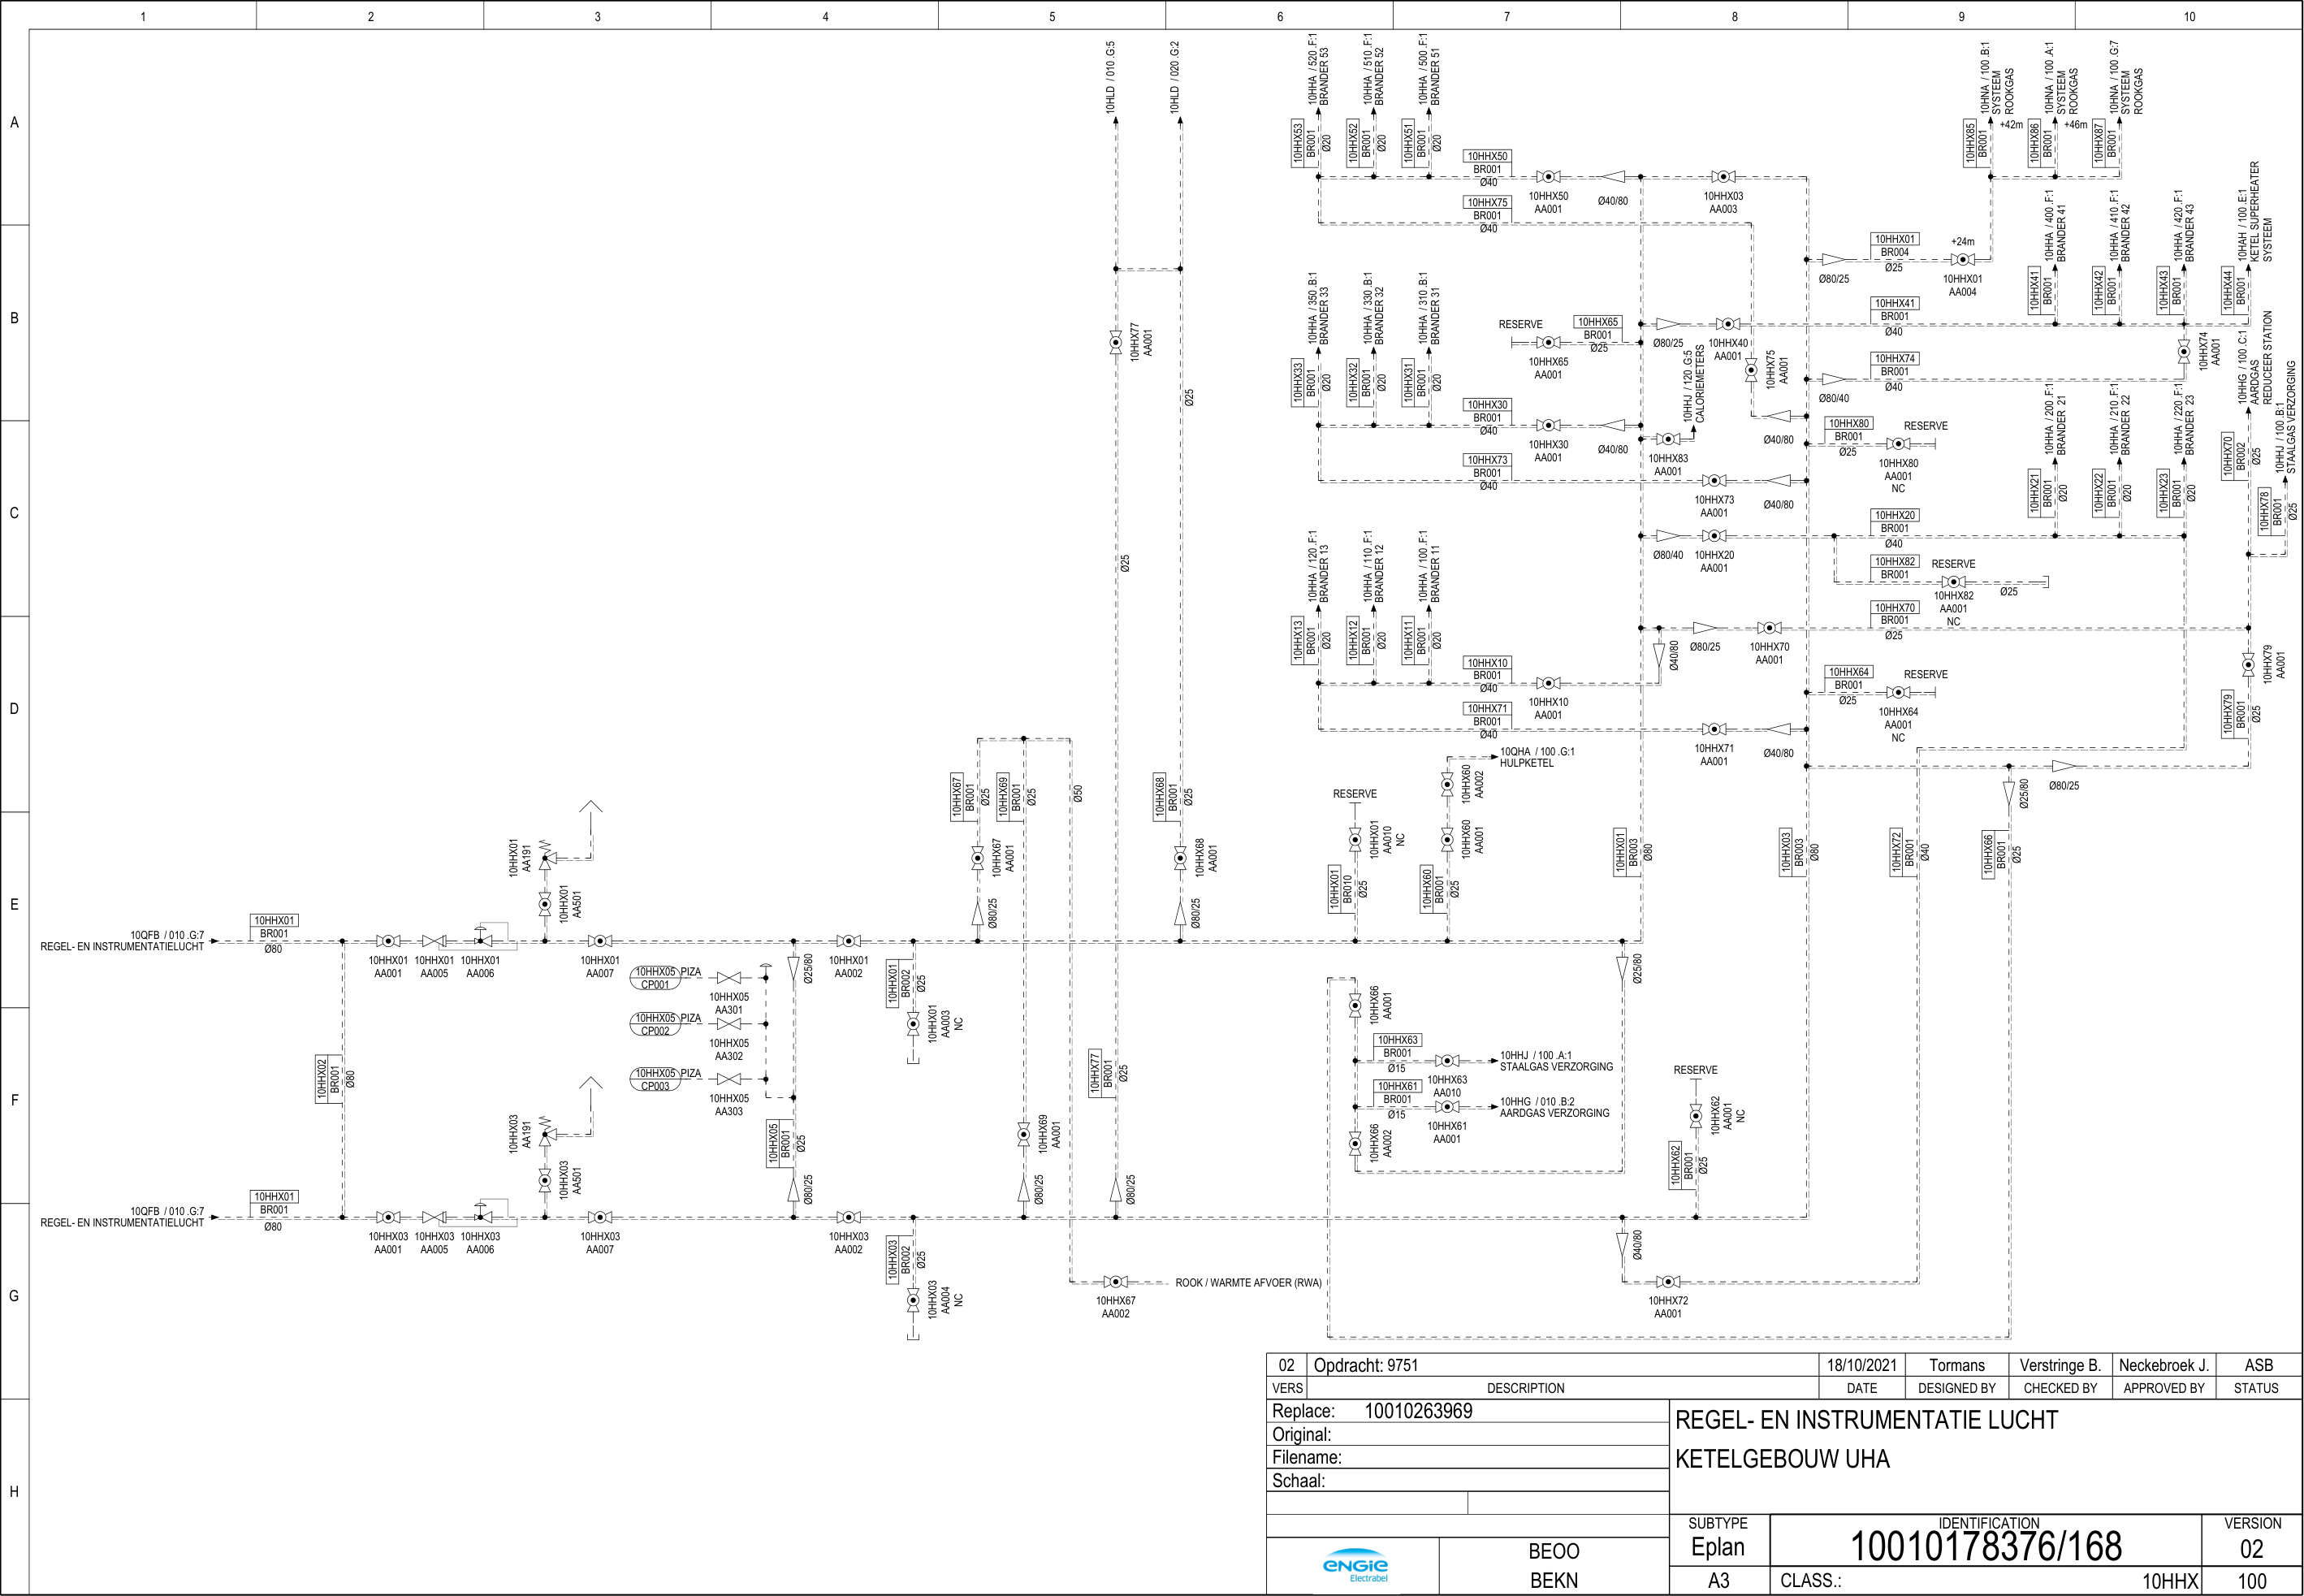 1 2 3 4 5 6 7 8 9 10
A
B
C
D
E
F
G
H
10HLD / 010 .G:5
10HLD / 020 .G:2
10HHA / 520 .F:1
BRANDER 53
10HHA / 510 .F:1
BRANDER 52
10HHA / 500 .F:1
BRANDER 51
10HHX53
BR001
Ø20
10HHX52
BR001
Ø20
10HHX51
BR001
Ø20
10HHX50
BR001
Ø40
10HHX50
AA001
Ø40/80
10HHX03
AA003
10HHX75
BR001
Ø40
10HNA / 100 .B:1
SYSTEEM
ROOKGAS
10HNA / 100 .A:1
SYSTEEM
ROOKGAS
10HNA / 100 .G:7
SYSTEEM
ROOKGAS
10HHX85
BR001
+42m
10HHX86
BR001
+46m
10HHX87
BR001
10HHX01
BR004
Ø25
+24m
10HHX01
AA004
Ø80/25
10HHA / 400 .F:1
BRANDER 41
10HHA / 410 .F:1
BRANDER 42
10HHA / 420 .F:1
BRANDER 43
10HAH / 100 .E:1
KETEL SUPERHEATER
SYSTEEM
10HHX41
BR001
10HHX42
BR001
10HHX43
BR001
10HHX44
BR001
10HHX77
AA001
Ø25
Ø25
10HHA / 350 .B:1
BRANDER 33
10HHA / 330 .B:1
BRANDER 32
10HHA / 310 .B:1
BRANDER 31
10HHX33
BR001
Ø20
10HHX32
BR001
Ø20
10HHX31
BR001
Ø20
RESERVE
10HHX65
BR001
Ø25
10HHX65
AA001
Ø80/25
10HHX40
AA001
10HHX41
BR001
Ø40
10HHX75
AA001
10HHJ / 120 .G:5
CALORIEMETERS
10HHX74
BR001
Ø40
Ø80/40
10HHX74
AA001
10HHG / 100 .C:1
AARDGAS
REDUCEER STATION
10HHJ / 100 .B:1
STAALGAS VERZORGING
10HHX30
BR001
Ø40
10HHX30
AA001
Ø40/80
10HHX83
AA001
Ø40/80
10HHX80
BR001
Ø25
RESERVE
10HHX80
AA001
NC
10HHX73
BR001
Ø40
10HHX73
AA001
Ø40/80
10HHA / 200 .F:1
BRANDER 21
10HHA / 210 .F:1
BRANDER 22
10HHA / 220 .F:1
BRANDER 23
10HHX21
BR001
Ø20
10HHX22
BR001
Ø20
10HHX23
BR001
Ø20
10HHX70
BR002
Ø25
10HHX78
BR001
Ø25
10HHX20
BR001
Ø40
Ø80/40
10HHX20
AA001
10HHX82
BR001
RESERVE
10HHX82
AA001
NC
Ø25
10HHA / 120 .F:1
BRANDER 13
10HHA / 110 .F:1
BRANDER 12
10HHA / 100 .F:1
BRANDER 11
10HHX13
BR001
Ø20
10HHX12
BR001
Ø20
10HHX11
BR001
Ø20
10HHX70
BR001
Ø25
Ø40/80
Ø80/25
10HHX70
AA001
10HHX10
BR001
Ø40
10HHX10
AA001
10HHX64
BR001
Ø25
RESERVE
10HHX64
AA001
NC
10HHX79
AA001
10HHX79
BR001
Ø25
10HHX71
BR001
Ø40
10HHX71
AA001
Ø40/80
10QHA / 100 .G:1
HULPKETEL
Ø25/80
Ø80/25
10HHX67
BR001
Ø25
10HHX69
BR001
Ø25
Ø50
10HHX68
BR001
Ø25
RESERVE
10HHX60
AA002
10HHX01
AA191
10HHX01
AA501
10HHX67
AA001
10HHX68
AA001
10HHX01
AA010
NC
10HHX60
AA001
10HHX01
BR003
Ø80
10HHX03
BR003
Ø80
10HHX72
BR001
Ø40
10HHX66
BR001
Ø25
10HHX01
BR010
Ø25
10HHX60
BR001
Ø25
Ø80/25
Ø80/25
10QFB / 010 .G:7
REGEL- EN INSTRUMENTATIELUCHT
10HHX01
BR001
Ø80
10HHX01
AA001
10HHX01
AA005
10HHX01
AA006
10HHX01
AA007
10HHX01
AA002
10HHX05
CP001
PIZA
10HHX05
AA301
Ø25/80
10HHX01
BR002
Ø25
10HHX01
AA003
NC
Ø25/80
10HHX05
CP002
PIZA
10HHX05
AA302
10HHX05
CP003
PIZA
10HHX05
AA303
10HHX66
AA001
10HHX63
BR001
Ø15
10HHX63
AA010
10HHJ / 100 .A:1
STAALGAS VERZORGING
10HHX61
BR001
Ø15
10HHX61
AA001
10HHG / 010 .B:2
AARDGAS VERZORGING
10HHX66
AA002
RESERVE
10HHX62
AA001
NC
10HHX62
BR001
Ø25
10HHX02
BR001
Ø80
10HHX77
BR001
Ø25
10HHX03
AA191
10HHX03
AA501
10HHX05
BR001
Ø25
10HHX69
AA001
Ø80/25
Ø80/25
Ø80/25
10QFB / 010 .G:7
REGEL- EN INSTRUMENTATIELUCHT
10HHX01
BR001
Ø80
10HHX03
AA001
10HHX03
AA005
10HHX03
AA006
10HHX03
AA007
10HHX03
AA002
10HHX03
BR002
Ø25
10HHX03
AA004
NC
10HHX67
AA002
ROOK / WARMTE AFVOER (RWA)
Ø40/80
10HHX72
AA001
02 Opdracht: 9751 18/10/2021 Tormans Verstringe B. Neckebroek J. ASB
VERS DESCRIPTION DATE DESIGNED BY CHECKED BY APPROVED BY STATUS
Replace: 10010263969
Original:
Filename:
Schaal:
REGEL- EN INSTRUMENTATIE LUCHT
KETELGEBOUW UHA
ENGIE
Electrabel
BEOO
BEKN
SUBTYPE
Eplan
A3
IDENTIFICATION
10010178376/168
CLASS.: 10HHX
VERSION
02
100